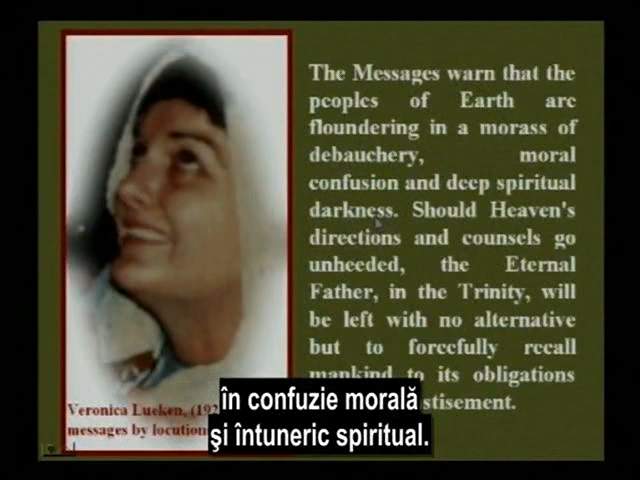 The Messages warn that the
peoples of Earth are
floundering in a morass of
debauchery, moral
confusion and deep spiritual
darkness. Should Heaven's
directions and counsels go
unheeded, the Eternal
Father, in the Trinity, will
be left with no alternative
but to forcefully recall
mankind to its obligations
Veronica Lueken,
messages by
în confuzie morală
şi întuneric spiritual.